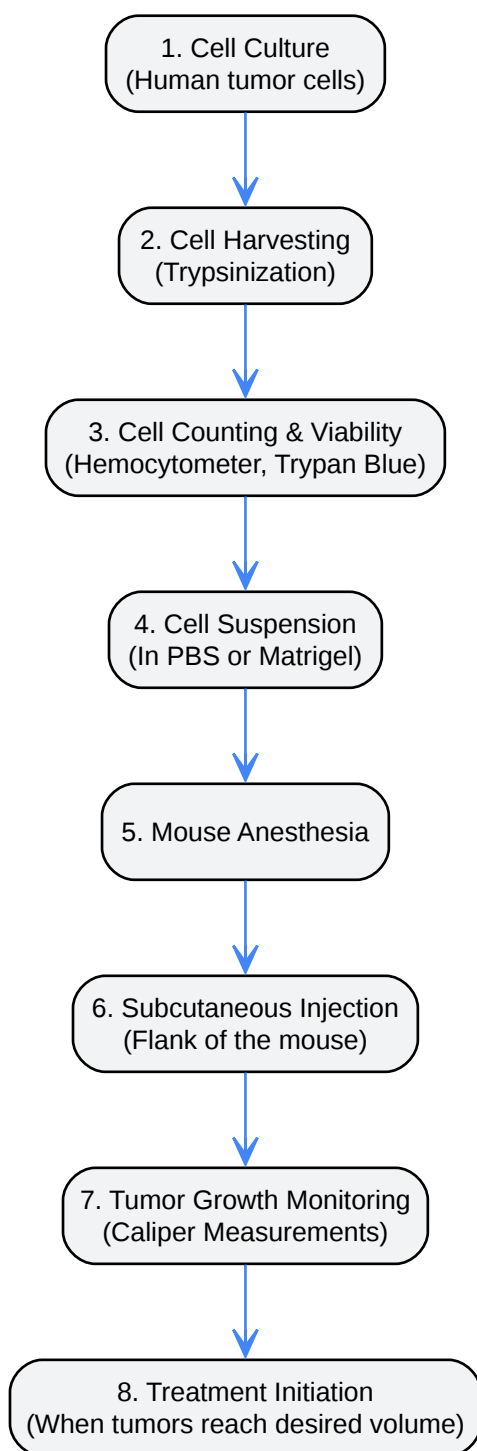 1. Cell Culture
(Human tumor cells)
2. Cell Harvesting
(Trypsinization)
3. Cell Counting & Viability
(Hemocytometer, Trypan Blue)
4. Cell Suspension
(In PBS or Matrigel)
5. Mouse Anesthesia
6. Subcutaneous Injection
(Flank of the mouse)
7. Tumor Growth Monitoring
(Caliper Measurements)
8. Treatment Initiation
(When tumors reach desired volume)